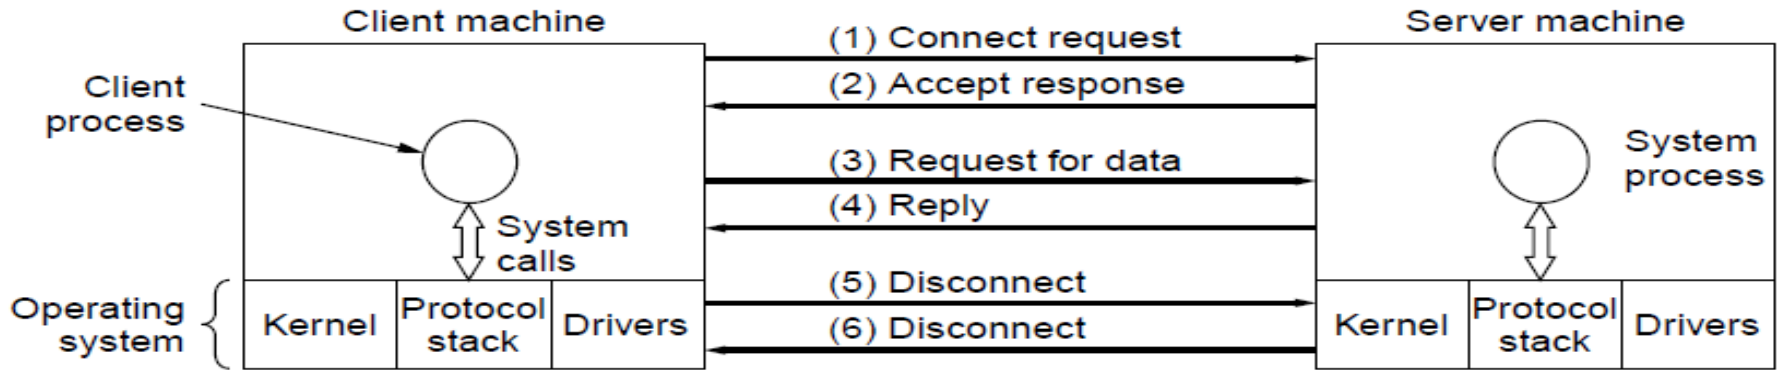 Client machine
Server machine
(1) Connect request
(2) Accept response
Client
process
(3) Request for data
System
process
(4) Reply
System
calls
(5) Disconnect
Operating
system
Kernel
Protocol
stack
Drivers
(6) Disconnect
Kernel
Protocol
stack
Drivers